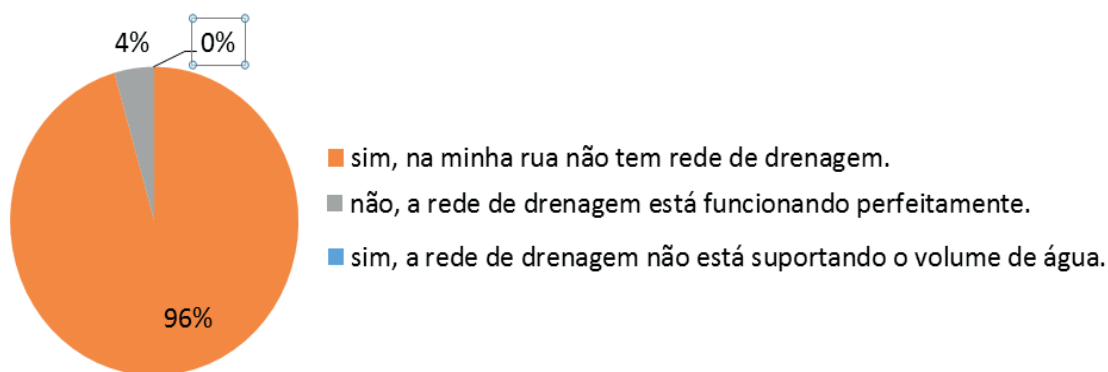 4%
0%
sim, na minha rua não tem rede de drenagem.
não, a rede de drenagem está funcionando perfeitamente.
sim, a rede de drenagem não está suportando o volume de água.
96%